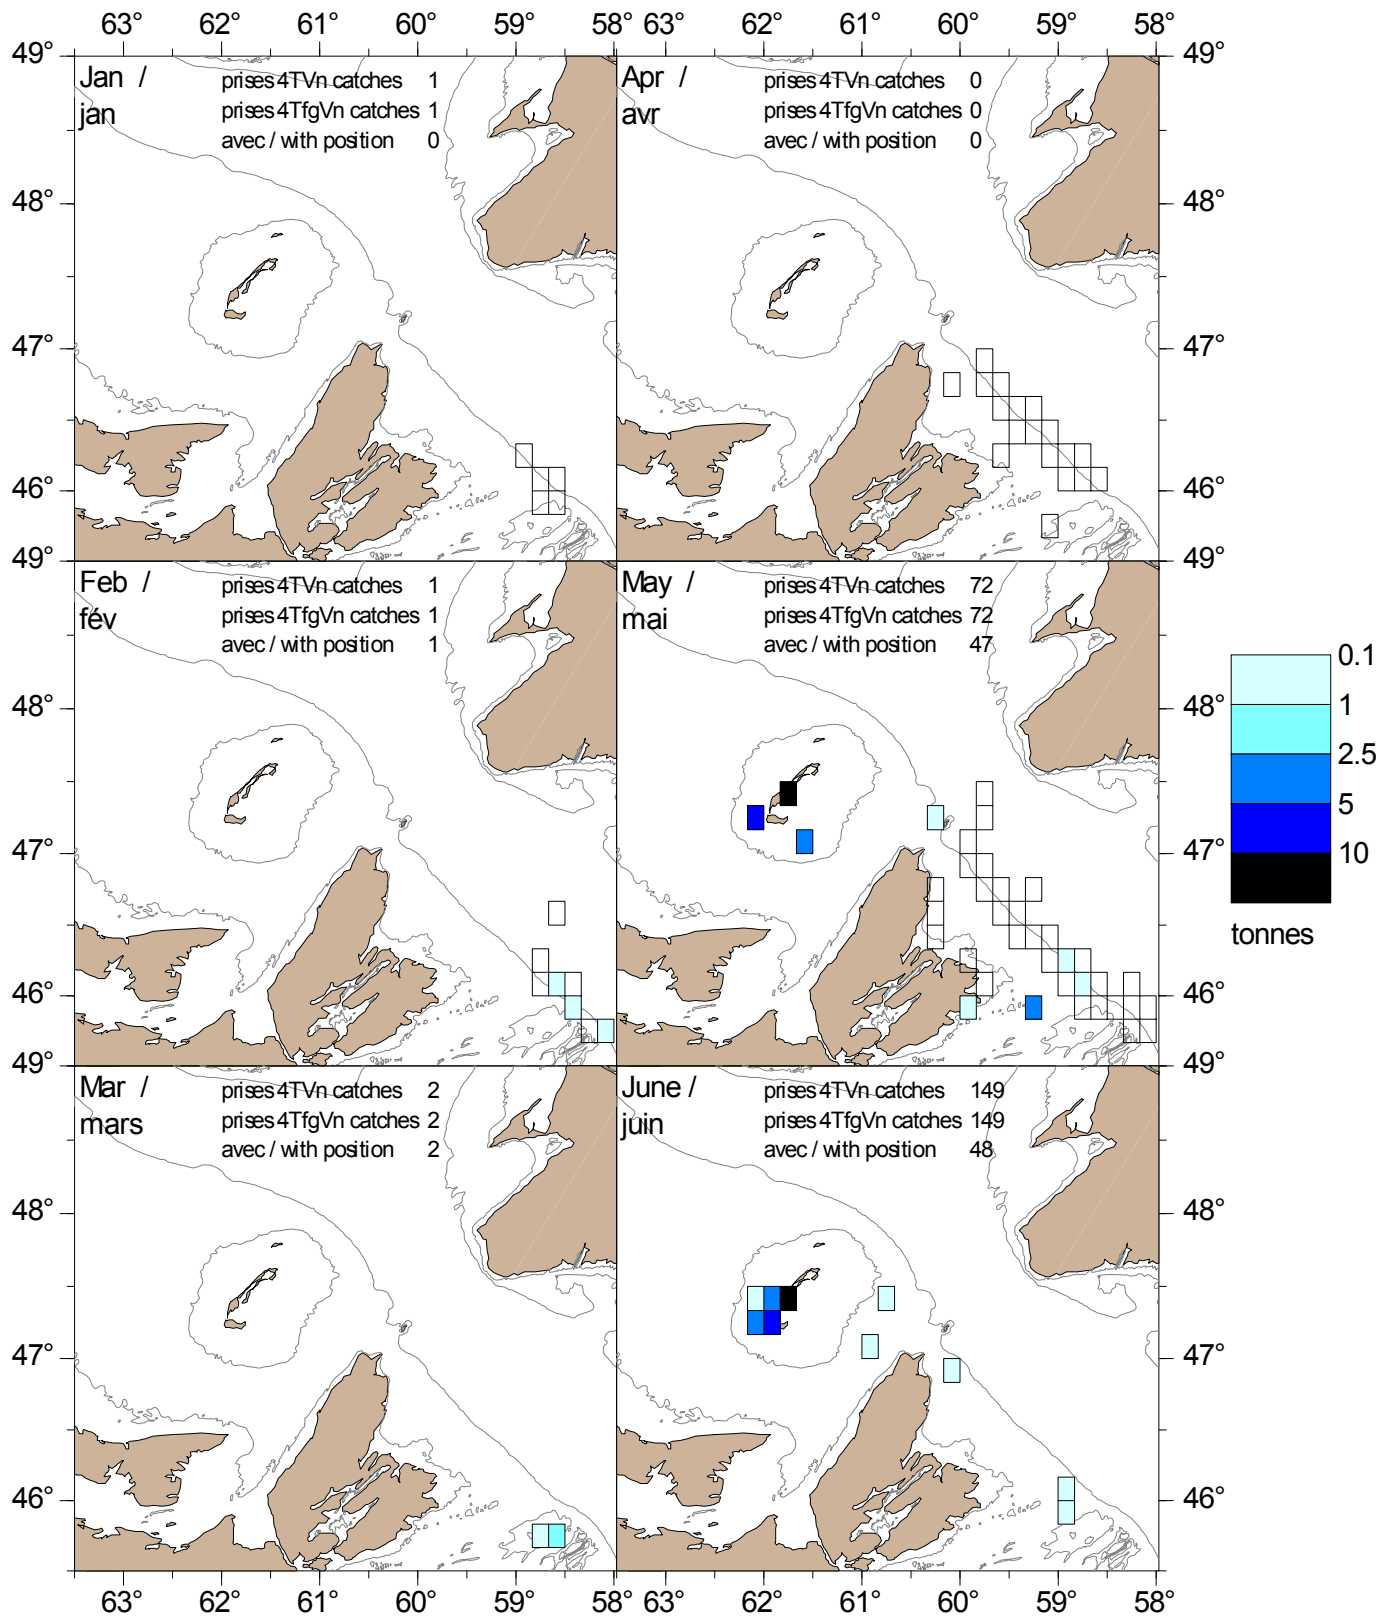 63° 62° 61° 60° 59° 63° 62° 61° 60° 59° 58°
49° 49°
Jan / jan
prises 4TVn catches 1
prises 4TfgVn catches 1
avec / with position 0
Apr / avr
prises 4TVn catches 0
prises 4TfgVn catches 0
avec / with position 0
48° 48°
47° 47°
46° 46°
49° 49°
Feb / fév
prises 4TVn catches 1
prises 4TfgVn catches 1
avec / with position 1
May / mai
prises 4TVn catches 72
prises 4TfgVn catches 72
avec / with position 47
48° 48°
47° 47°
46° 46°
49° 49°
0.1
1
2.5
5
10
tonnes
Mar / mars
prises 4TVn catches 2
prises 4TfgVn catches 2
avec / with position 2
June / juin
prises 4TVn catches 149
prises 4TfgVn catches 149
avec / with position 48
48° 48°
47° 47°
46° 46°
63° 62° 61° 60° 59° 58° 63° 62° 61° 60° 59° 58°